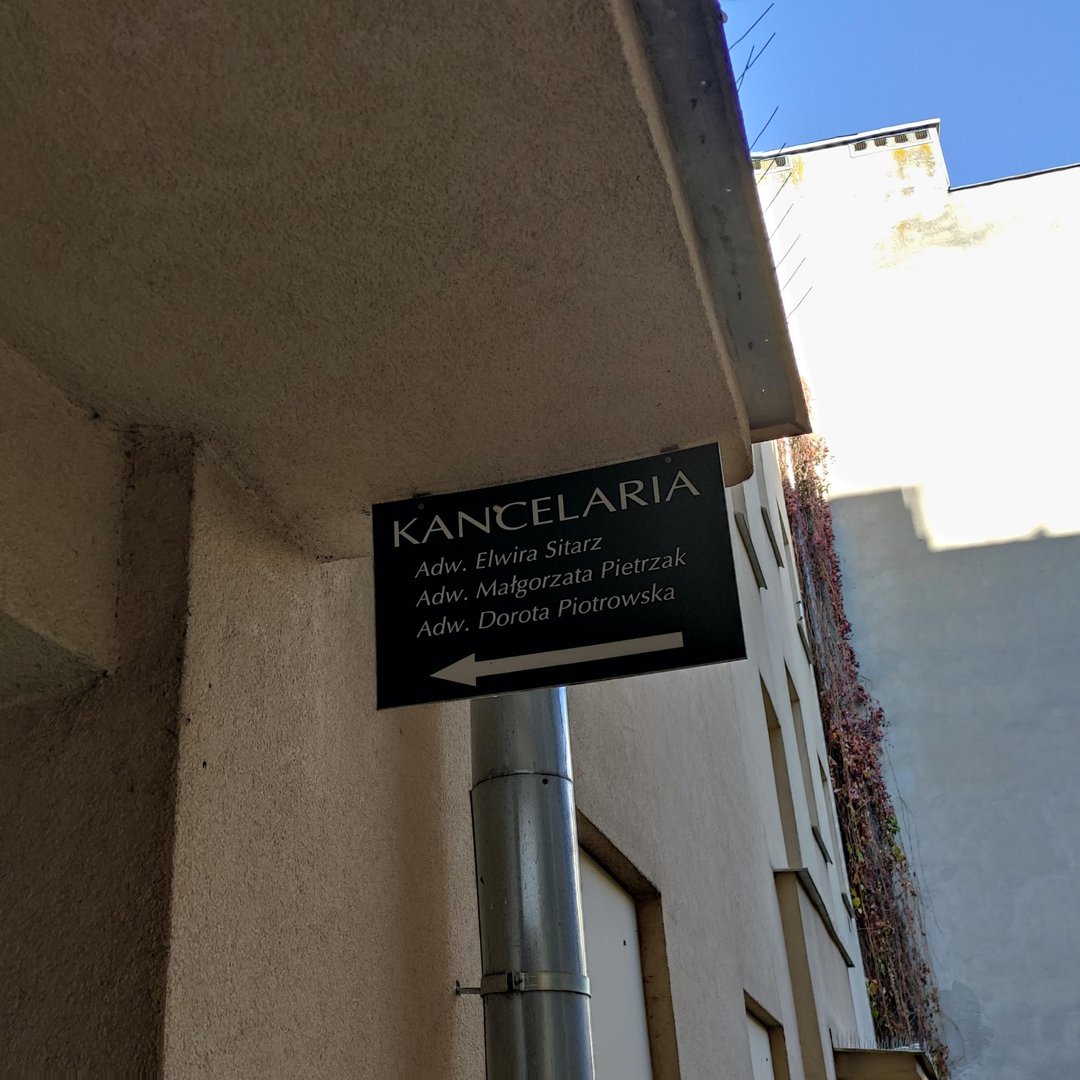 KANCELARIA
Adw. Elwira Sitarz
Adw. Małgorzata Pietrzak
Adw. Dorota Piotrowska